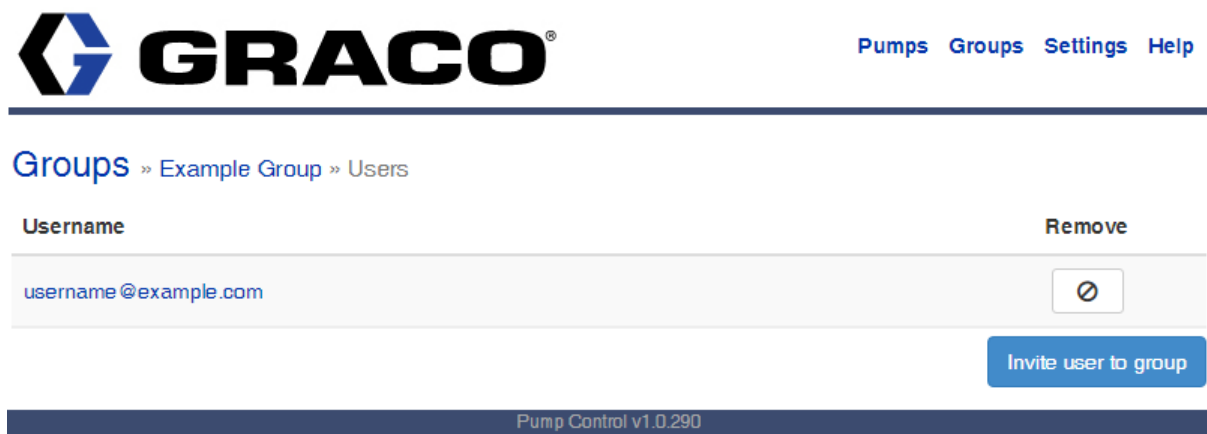 GRACO®
Pumps Groups Settings Help
Groups » Example Group » Users
Username Remove
username@example.com
Invite user to group
Pump Control v1.0.290